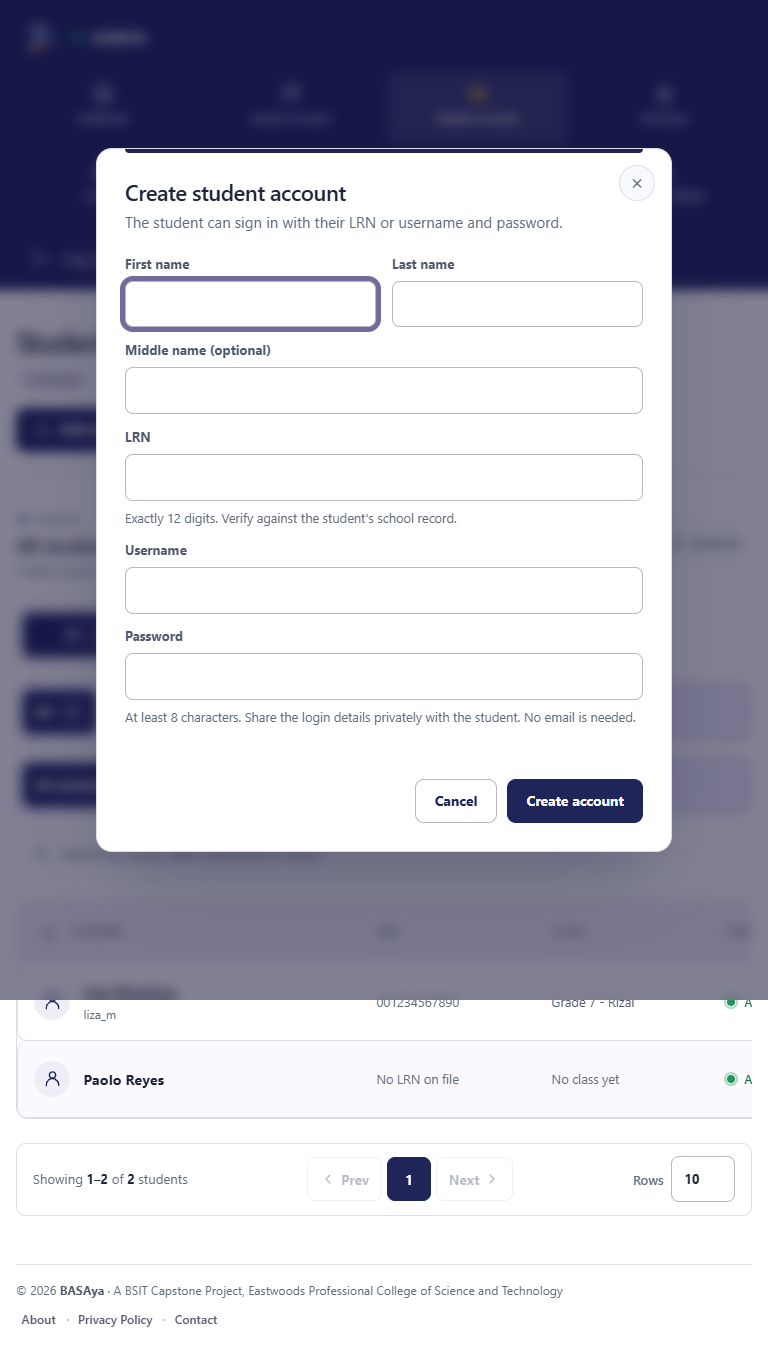 Create student account
The student can sign in with their LRN or username and password.
First name
Last name
Middle name (optional)
LRN
Exactly 12 digits. Verify against the student's school record.
Username
Password
At least 8 characters. Share the login details privately with the student. No email is needed.
Cancel
Create account
liza_m
001234567890
Grade 7 - Rizal
A
Paolo Reyes
No LRN on file
No class yet
A
Showing 1–2 of 2 students
Prev
1
Next
Rows
10
© 2026 BASAya · A BSIT Capstone Project, Eastwoods Professional College of Science and Technology
About · Privacy Policy · Contact